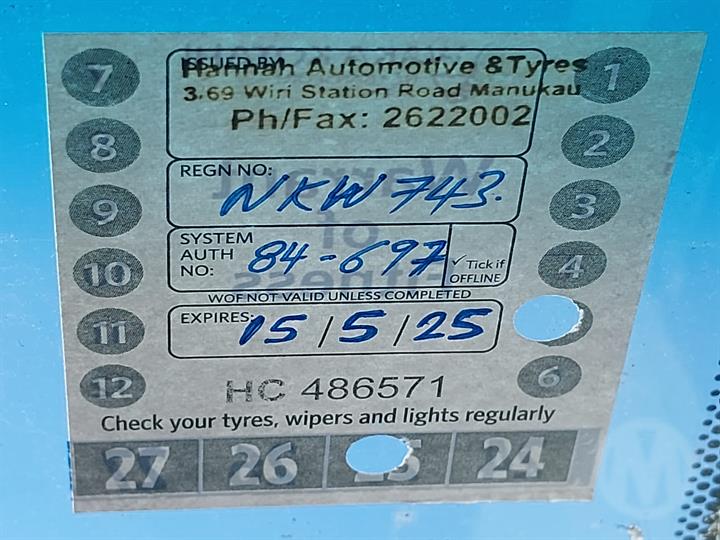 ISSUED BY:
Hannah Automotive & Tyres
3/69 Wiri Station Road Manukau
Ph/Fax: 2622002
REGN NO: NKW743.
SYSTEM AUTH NO: 84-697
✓ Tick if OFFLINE
WOF NOT VALID UNLESS COMPLETED
EXPIRES: 15/5/25
HC 486571
Check your tyres, wipers and lights regularly
7
8
9
10
11
12
1
2
3
4
6
27 26 25 24
M